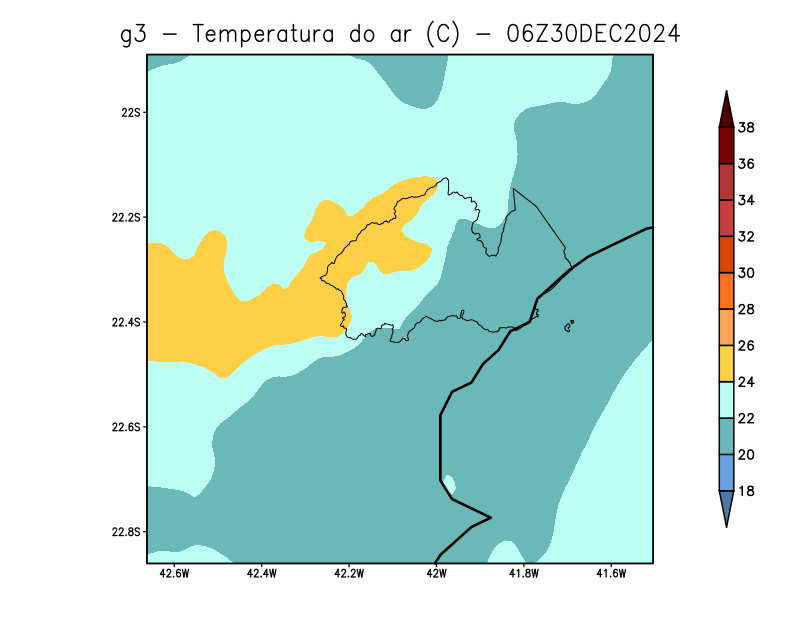 g3 - Temperatura do ar (C) - 06Z30DEC2024
22S
22.2S
22.4S
22.6S
22.8S
42.6W
42.4W
42.2W
42W
41.8W
41.6W
38
36
34
32
30
28
26
24
22
20
18